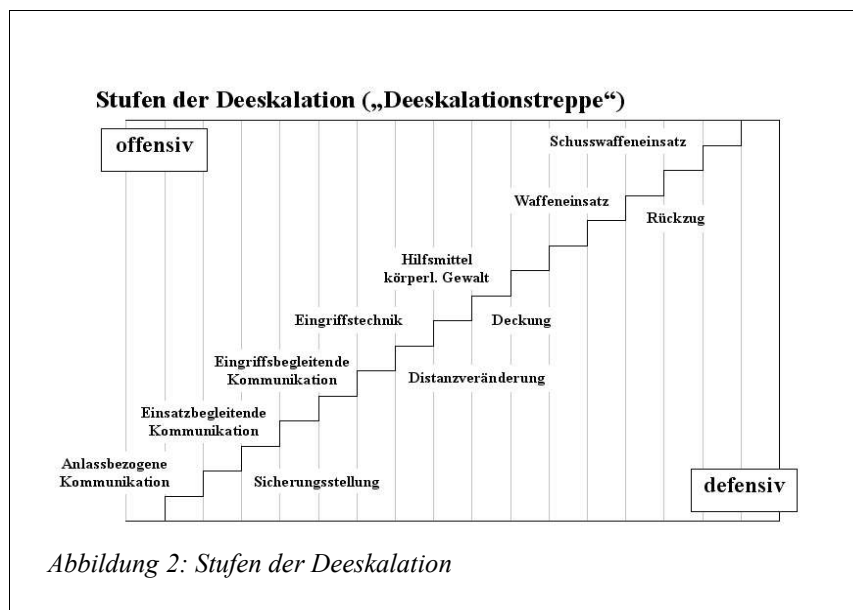 Stufen der Deeskalation („Deeskalationstreppe“)
offensiv
Schusswaffeneinsatz
Waffeneinsatz
Rückzug
Hilfsmittel
körperl. Gewalt
Eingriffstechnik
Deckung
Eingriffsbegleitende
Kommunikation
Distanzveränderung
Einsatzbegleitende
Kommunikation
Anlassbezogene
Kommunikation
Sicherungsstellung
defensiv
Abbildung 2: Stufen der Deeskalation